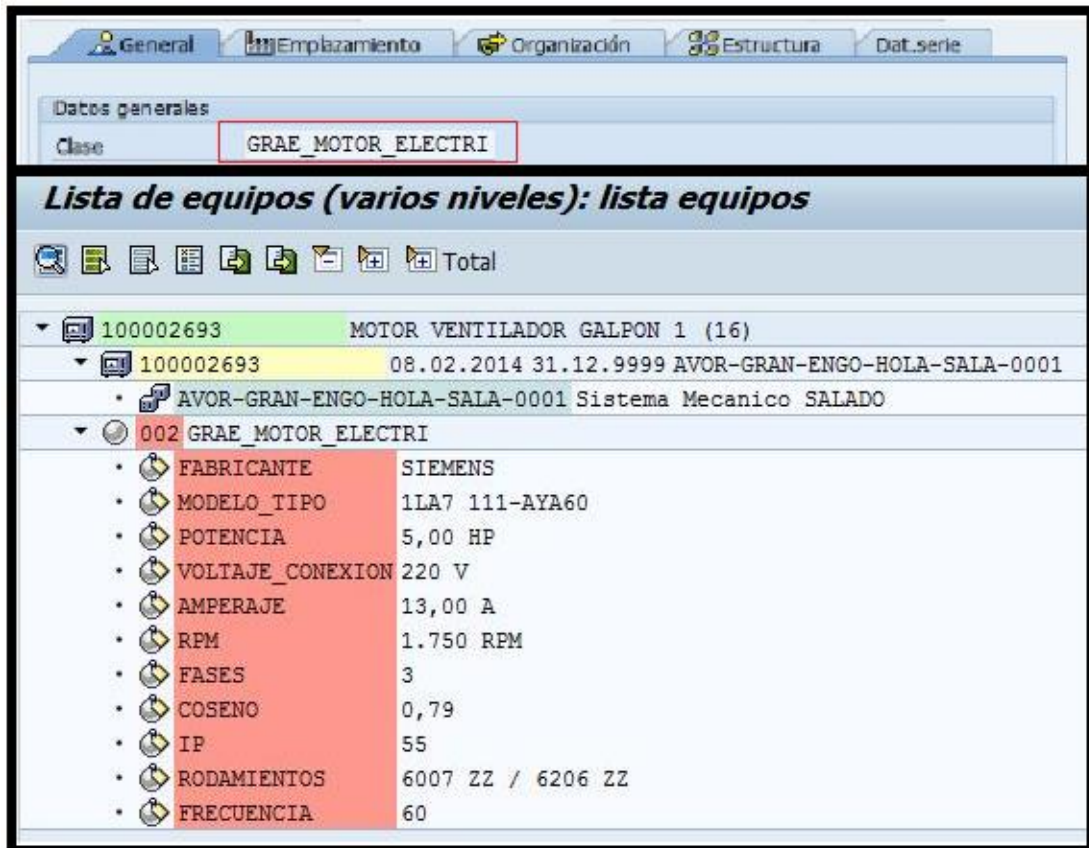 General Emplazamiento Organización Estructura Dat.serie
Datos generales
Clase GRAE_MOTOR_ELECTRI
Lista de equipos (varios niveles): lista equipos
Total
100002693 MOTOR VENTILADOR GALPON 1 (16)
100002693 08.02.2014 31.12.9999 AVOR-GRAN-ENGO-HOLA-SALA-0001
AVOR-GRAN-ENGO-HOLA-SALA-0001 Sistema Mecanico SALADO
002 GRAE_MOTOR_ELECTRI
FABRICANTE SIEMENS
MODELO_TIPO 1LA7 111-AYA60
POTENCIA 5,00 HP
VOLTAJE_CONEXION 220 V
AMPERAJE 13,00 A
RPM 1.750 RPM
FASES 3
COSENO 0,79
IP 55
RODAMIENTOS 6007 ZZ / 6206 ZZ
FRECUENCIA 60